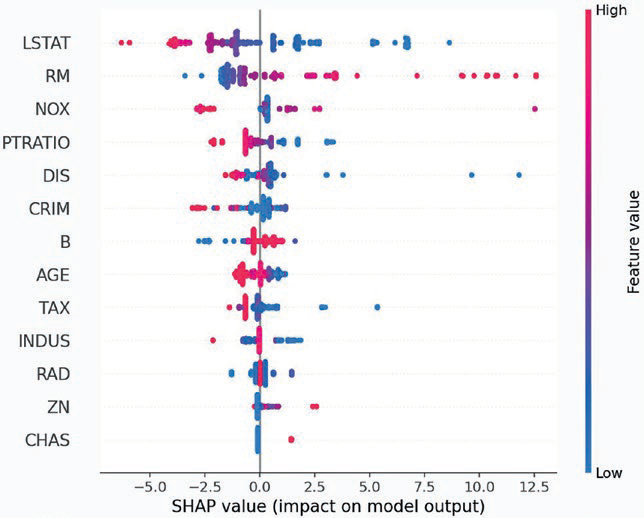 High
LSTAT
RM
NOX
PTRATIO
DIS
CRIM
B
AGE
TAX
INDUS
RAD
ZN
CHAS
Feature value
Low
−5.0 −2.5 0.0 2.5 5.0 7.5 10.0 12.5
SHAP value (impact on model output)